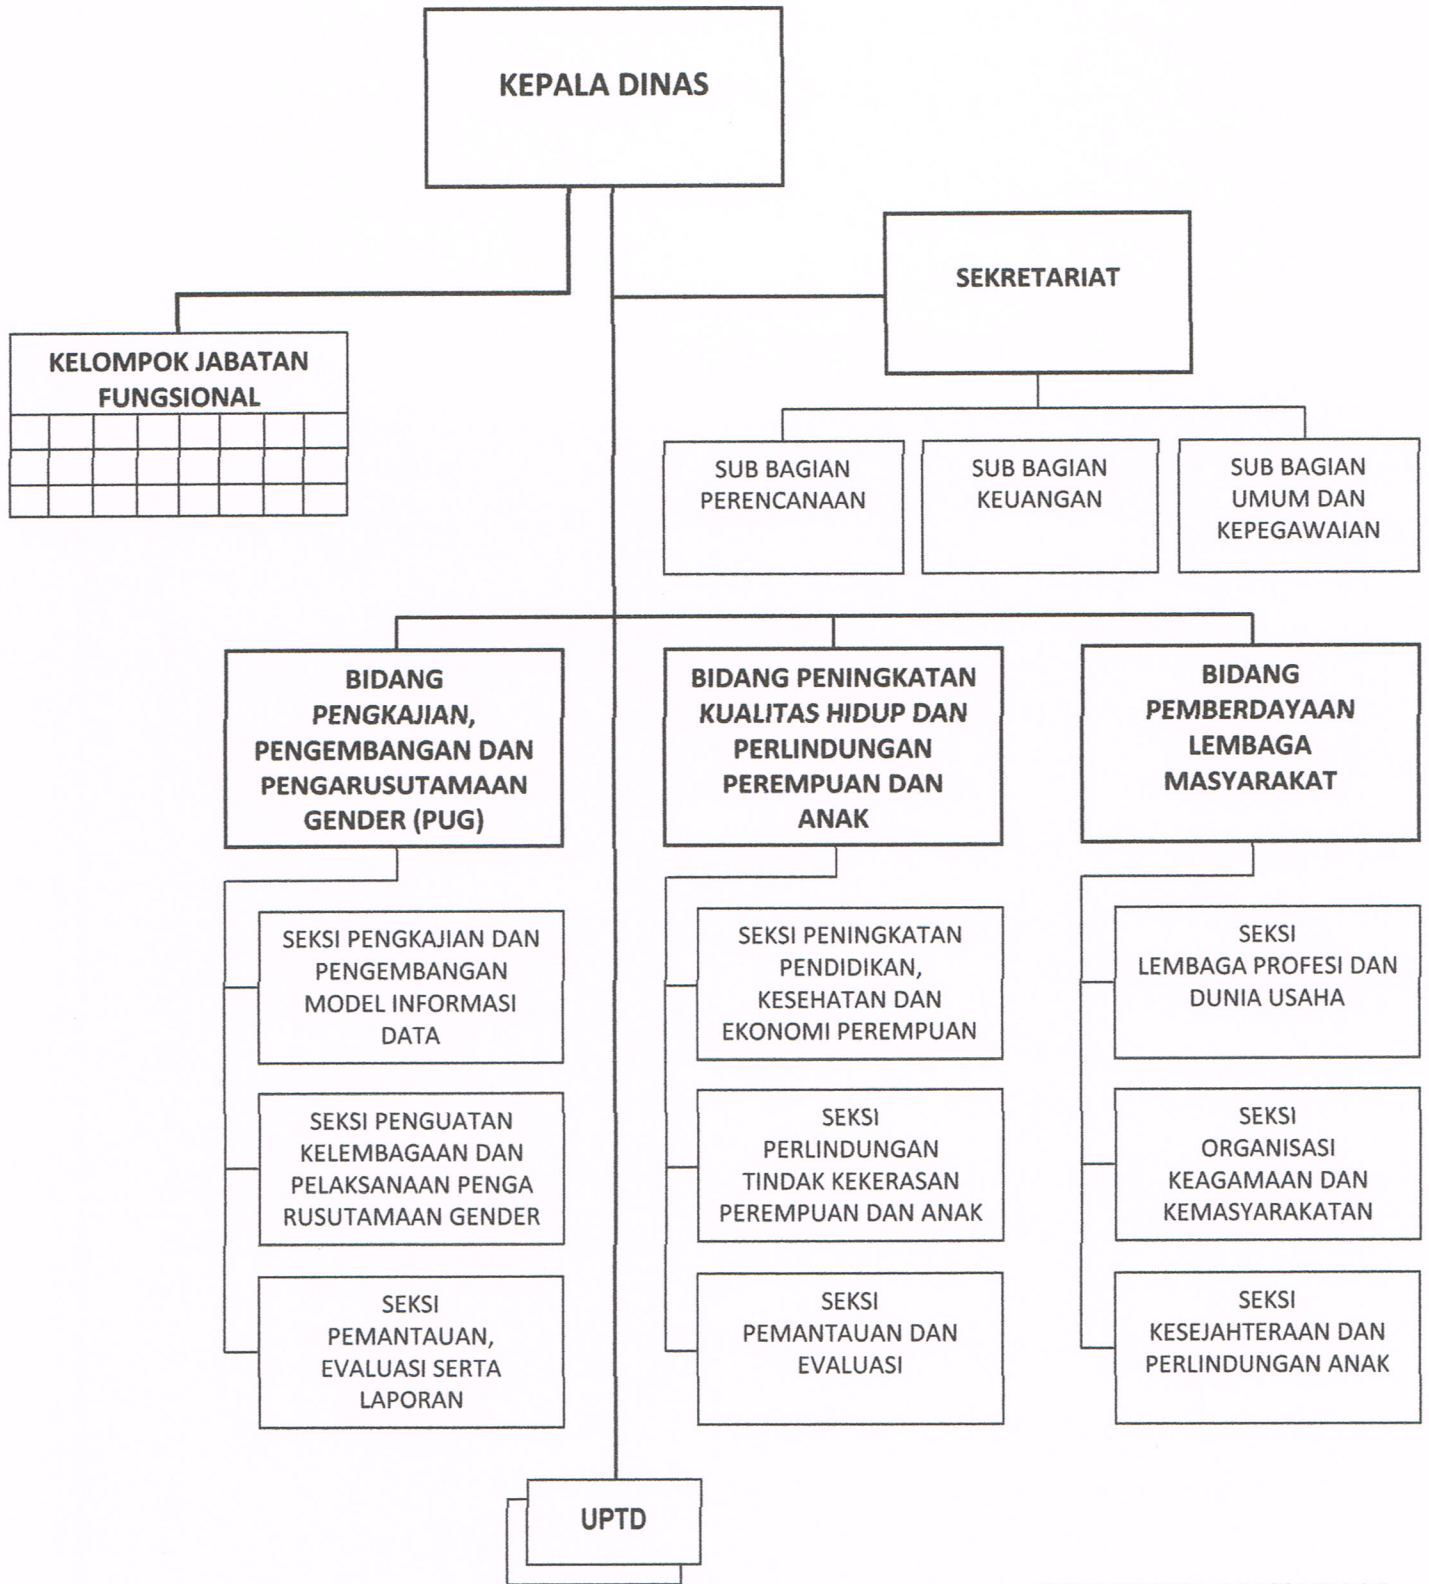 KEPALA DINAS
SEKRETARIAT
KELOMPOK JABATAN
FUNGSIONAL
SUB BAGIAN
PERENCANAAN
SUB BAGIAN
KEUANGAN
SUB BAGIAN
UMUM DAN
KEPEGAWAIAN
BIDANG
PENGKAJIAN,
PENGEMBANGAN DAN
PENGARUSUTAMAAN
GENDER (PUG)
BIDANG PENINGKATAN
KUALITAS HIDUP DAN
PERLINDUNGAN
PEREMPUAN DAN
ANAK
BIDANG
PEMBERDAYAAN
LEMBAGA
MASYARAKAT
SEKSI PENGKAJIAN DAN
PENGEMBANGAN
MODEL INFORMASI
DATA
SEKSI PENINGKATAN
PENDIDIKAN,
KESEHATAN DAN
EKONOMI PEREMPUAN
SEKSI
LEMBAGA PROFESI DAN
DUNIA USAHA
SEKSI PENGUATAN
KELEMBAGAAN DAN
PELAKSANAAN PENGA
RUSUTAMAAN GENDER
SEKSI
PERLINDUNGAN
TINDAK KEKERASAN
PEREMPUAN DAN ANAK
SEKSI
ORGANISASI
KEAGAMAAN DAN
KEMASYARAKATAN
SEKSI
PEMANTAUAN,
EVALUASI SERTA
LAPORAN
SEKSI
PEMANTAUAN DAN
EVALUASI
SEKSI
KESEJAHTERAAN DAN
PERLINDUNGAN ANAK
UPTD